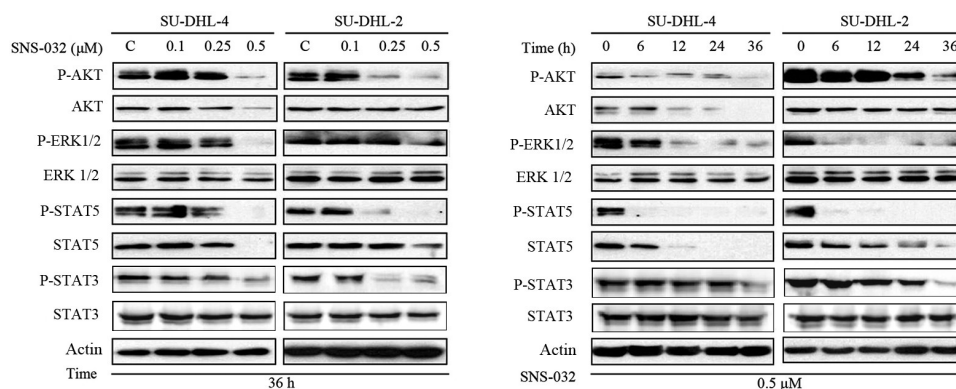 SU-DHL-4 SU-DHL-2
SNS-032 (μM) C 0.1 0.25 0.5 C 0.1 0.25 0.5
P-AKT
AKT
P-ERK1/2
ERK 1/2
P-STAT5
STAT5
P-STAT3
STAT3
Actin
Time 36 h
SU-DHL-4 SU-DHL-2
Time (h) 0 6 12 24 36 0 6 12 24 36
P-AKT
AKT
P-ERK1/2
ERK 1/2
P-STAT5
STAT5
P-STAT3
STAT3
Actin
SNS-032 0.5 μM